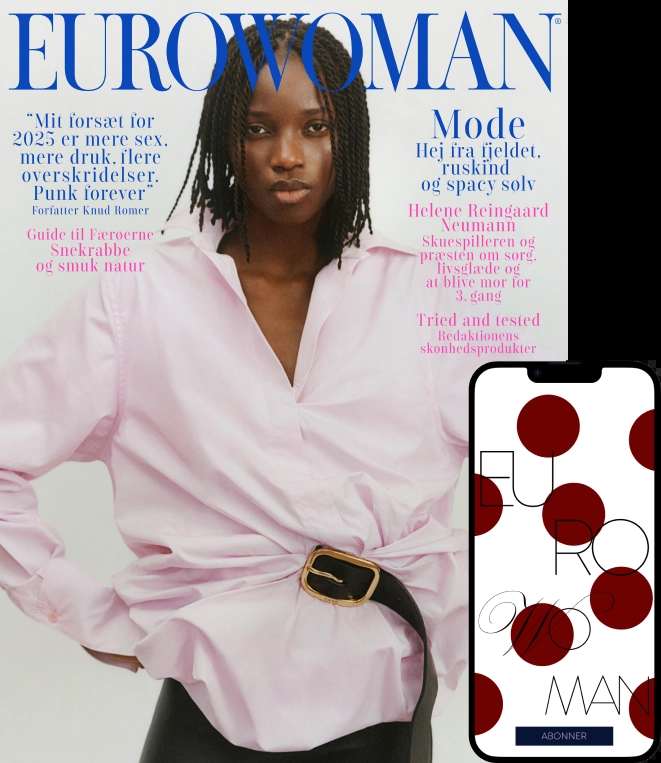 EUROWOMAN®
"Mit forsæt for
2025 er mere sex,
mere druk, flere
overskridelser.
Punk forever"
Forfatter Knud Romer
Guide til Færøerne
Snekrabbe
og smuk natur
Mode
Hej fra fjeldet,
ruskind
og spacy sølv
Helene Reingaard
Neumann
Skuespilleren og
præsten om sorg,
livsglæde og
at blive mor for
3. gang
Tried and tested
Redaktionens
skønhedsprodukter
EU
RO
WO
MAN
ABONNER